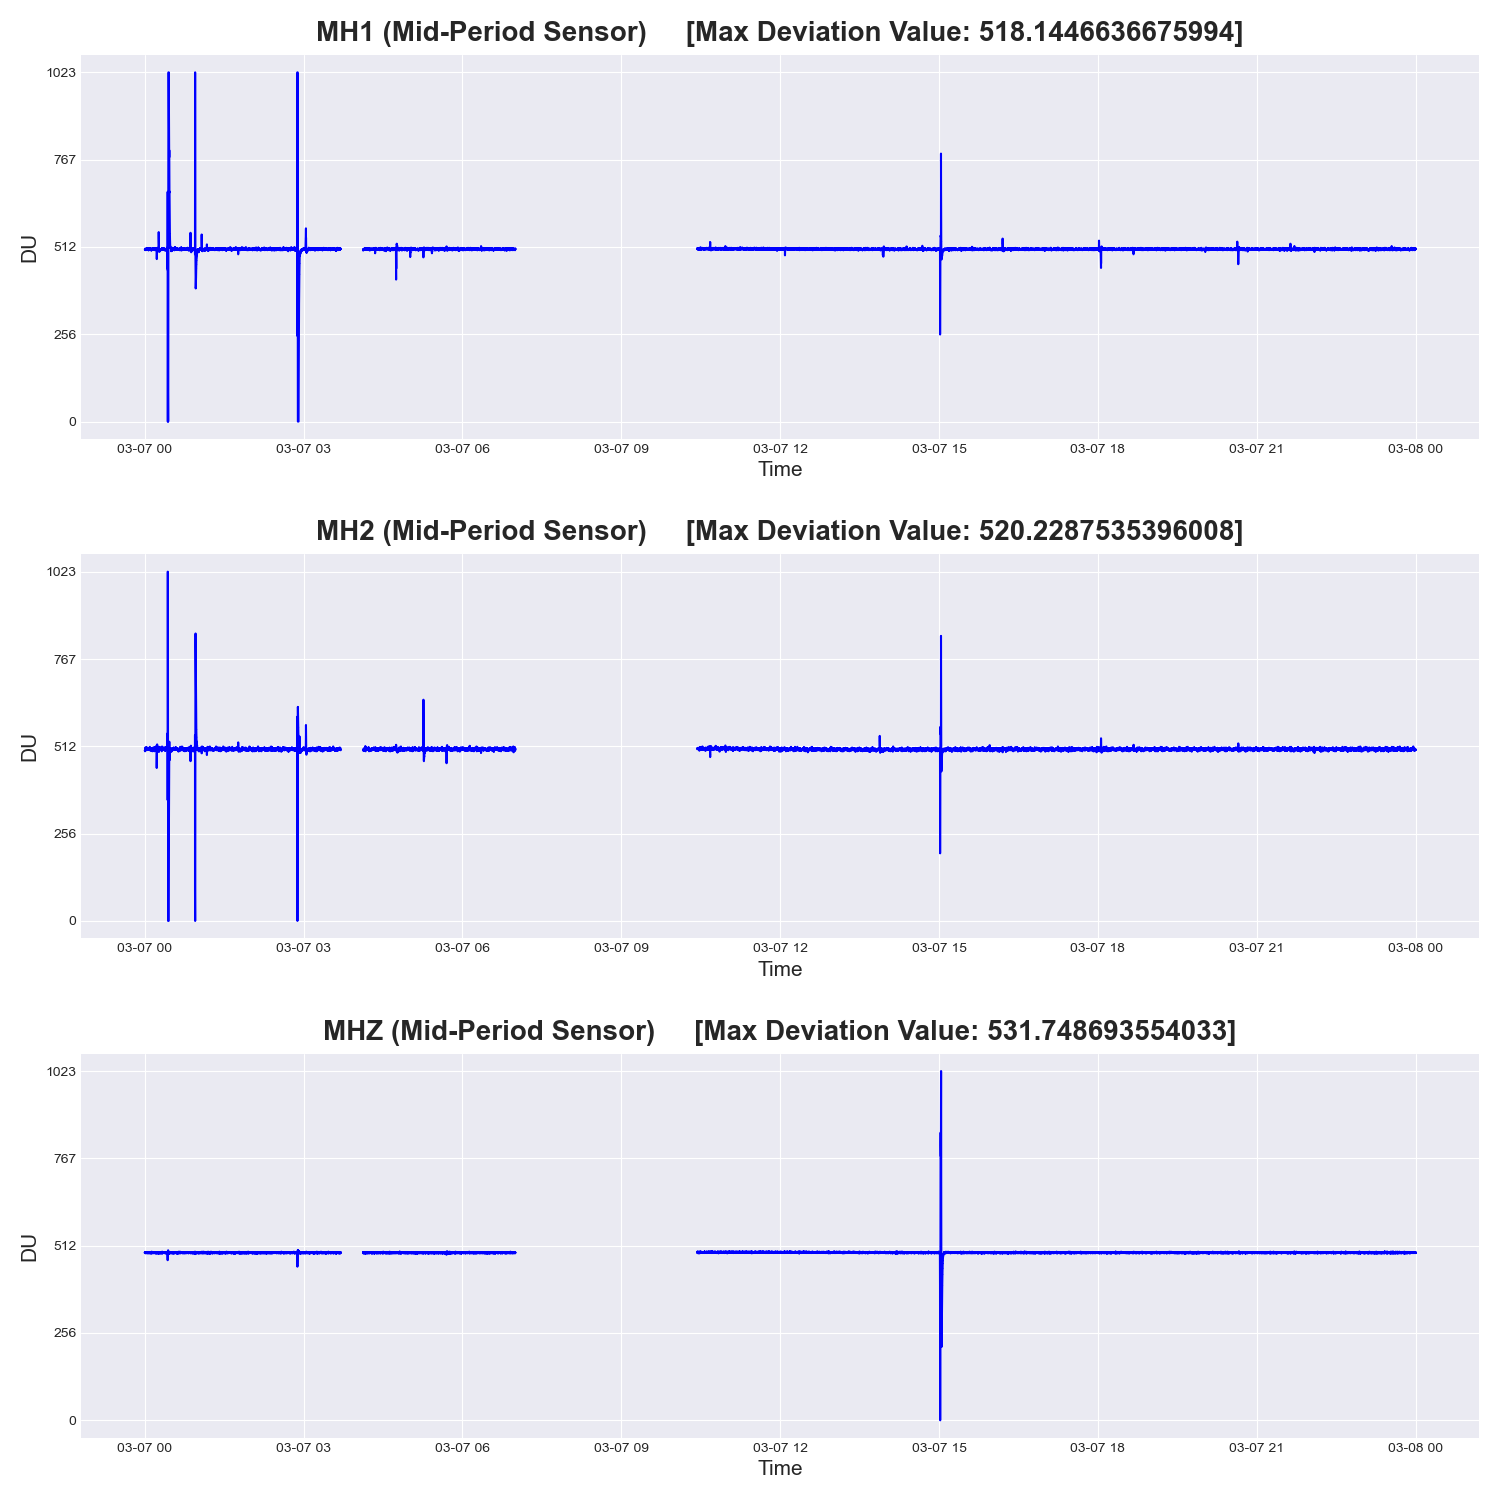 MH1 (Mid-Period Sensor) [Max Deviation Value: 518.1446636675994]
1023
767
512
256
0
DU
03-07 00 03-07 03 03-07 06 03-07 09 03-07 12 03-07 15 03-07 18 03-07 21 03-08 00
Time
MH2 (Mid-Period Sensor) [Max Deviation Value: 520.2287535396008]
1023
767
512
256
0
DU
03-07 00 03-07 03 03-07 06 03-07 09 03-07 12 03-07 15 03-07 18 03-07 21 03-08 00
Time
MHZ (Mid-Period Sensor) [Max Deviation Value: 531.748693554033]
1023
767
512
256
0
DU
03-07 00 03-07 03 03-07 06 03-07 09 03-07 12 03-07 15 03-07 18 03-07 21 03-08 00
Time